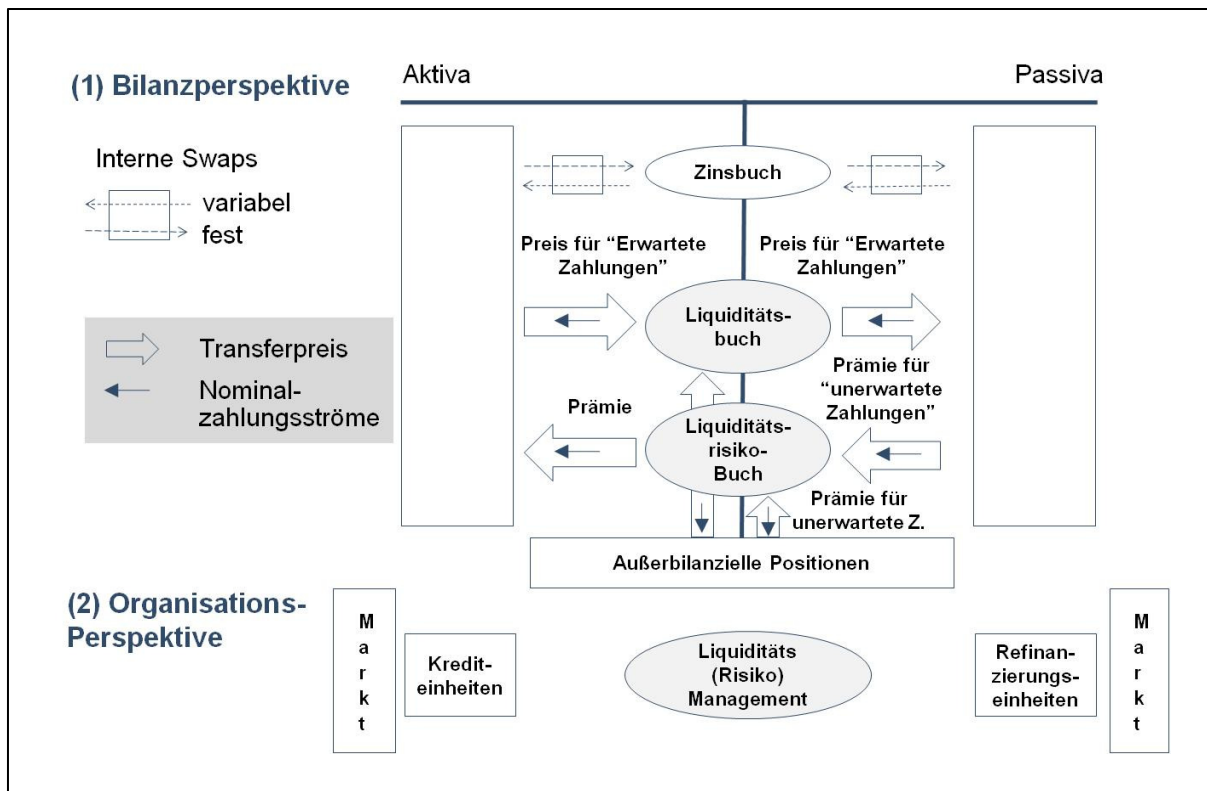 (1) Bilanzperspektive
Aktiva
Passiva
Interne Swaps
variabel
fest
Zinsbuch
Preis für “Erwartete
Zahlungen”
Preis für “Erwartete
Zahlungen”
Liquiditäts-
buch
Transferpreis
Nominal-
zahlungsströme
Prämie
Liquiditäts-
risiko-
Buch
Prämie für
“unerwartete
Zahlungen”
Prämie für
unerwartete Z.
Außerbilanzielle Positionen
(2) Organisations-
Perspektive
Markt
Kredit-
einheiten
Liquiditäts
(Risiko)
Management
Refinan-
zierungs-
einheiten
Markt